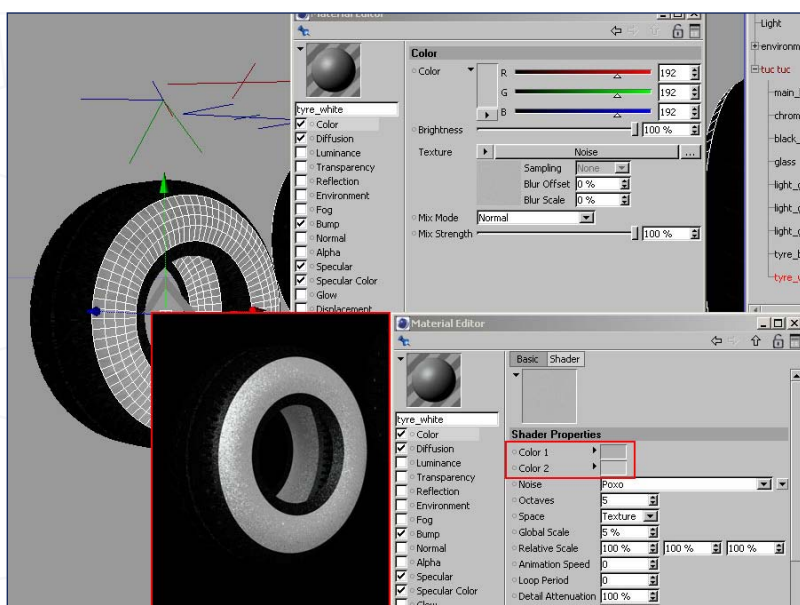 Material Editor
Color
Color
R
192
G
192
B
192
tyre_white
Color
Diffusion
Luminance
Transparency
Reflection
Environment
Fog
Bump
Normal
Alpha
Specular
Specular Color
Glow
Displacement
Brightness
100 %
Texture
Noise
...
Sampling
None
Blur Offset
0 %
Blur Scale
0 %
Mix Mode
Normal
Mix Strength
100 %
Light
environm
tuc tuc
main_
chrom
black_
glass
light_
light_
light_
tyre_b
tyre_
Material Editor
Basic Shader
tyre_white
Color
Diffusion
Luminance
Transparency
Reflection
Environment
Fog
Bump
Normal
Alpha
Specular
Specular Color
Glow
Shader Properties
Color 1
Color 2
Noise
Poxo
Octaves
5
Space
Texture
Global Scale
5 %
Relative Scale
100 % 100 % 100 %
Animation Speed
0
Loop Period
0
Detail Attenuation
100 %